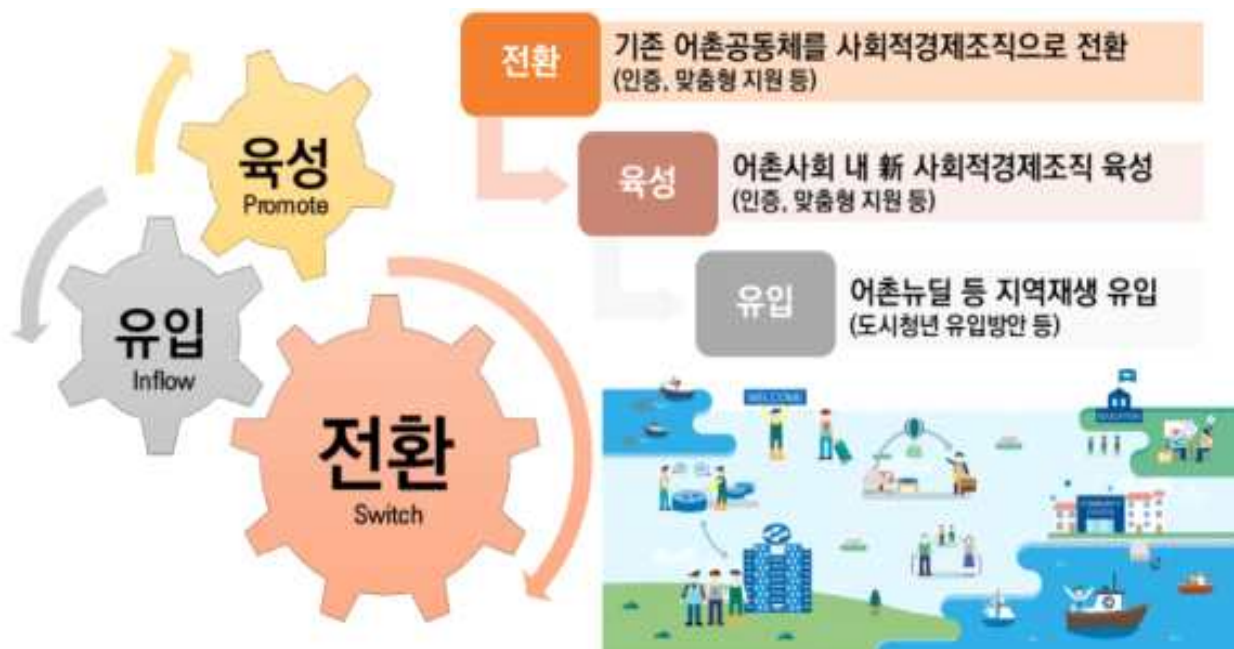 육성
Promote
유입
Inflow
전환
Switch
전환
기존 어촌공동체를 사회적경제조직으로 전환
(인증, 맞춤형 지원 등)
육성
어촌사회 내 新 사회적경제조직 육성
(인증, 맞춤형 지원 등)
유입
어촌뉴딜 등 지역재생 유입
(도시청년 유입방안 등)
WELCOME